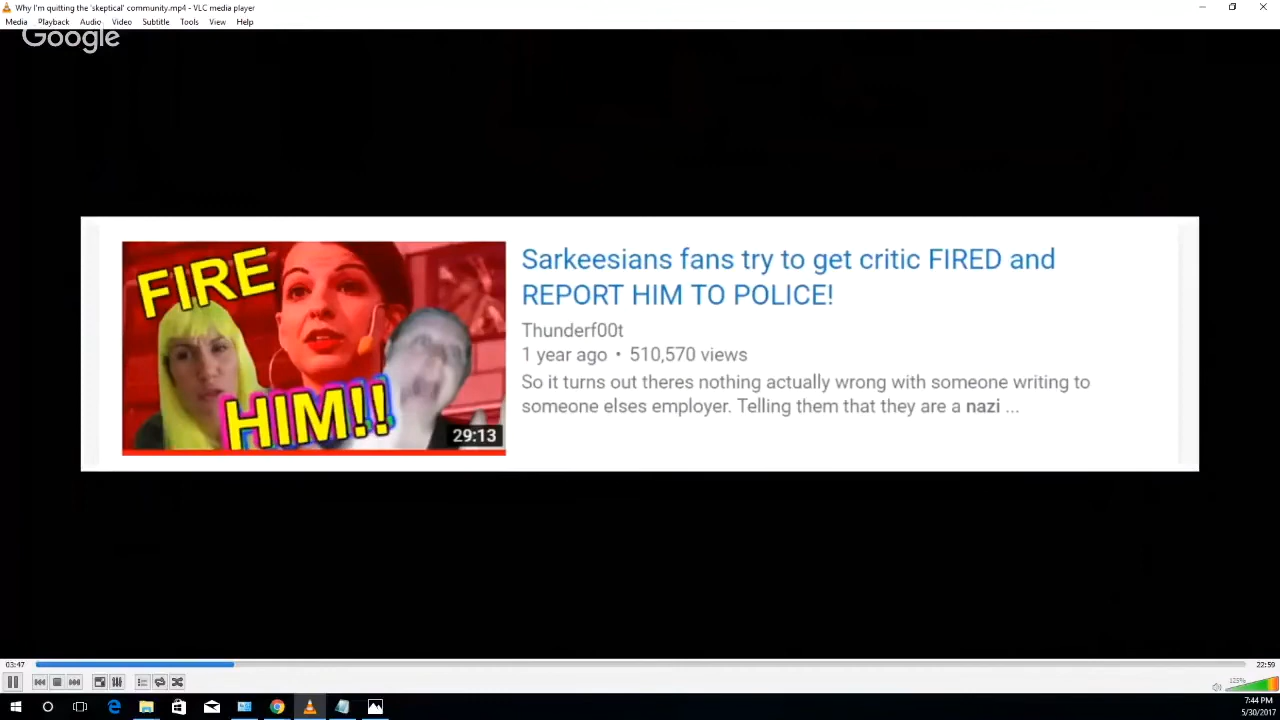 Why I'm quitting the 'skeptical' community.mp4 - VLC media player
Media Playback Audio Video Subtitle Tools View Help
Google
FIRE
HIM!!
29:13
Sarkeesians fans try to get critic FIRED and
REPORT HIM TO POLICE!
Thunderf00t
1 year ago • 510,570 views
So it turns out theres nothing actually wrong with someone writing to
someone elses employer. Telling them that they are a nazi ...
03:47
22:59
125%
7:44 PM
5/30/2017